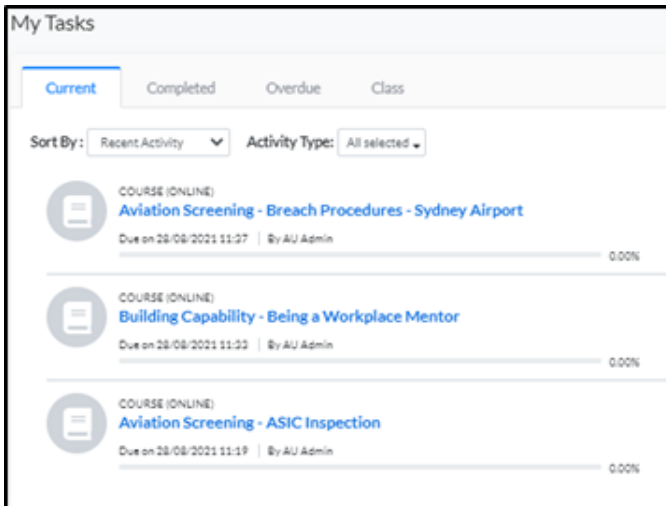 My Tasks
Current Completed Overdue Class
Sort By : Recent Activity Activity Type: All selected
COURSE (ONLINE)
Aviation Screening - Breach Procedures - Sydney Airport
Due on 28/08/2021 11:37 | By AU Admin
0.00%
COURSE (ONLINE)
Building Capability - Being a Workplace Mentor
Due on 28/08/2021 11:33 | By AU Admin
0.00%
COURSE (ONLINE)
Aviation Screening - ASIC Inspection
Due on 28/08/2021 11:19 | By AU Admin
0.00%